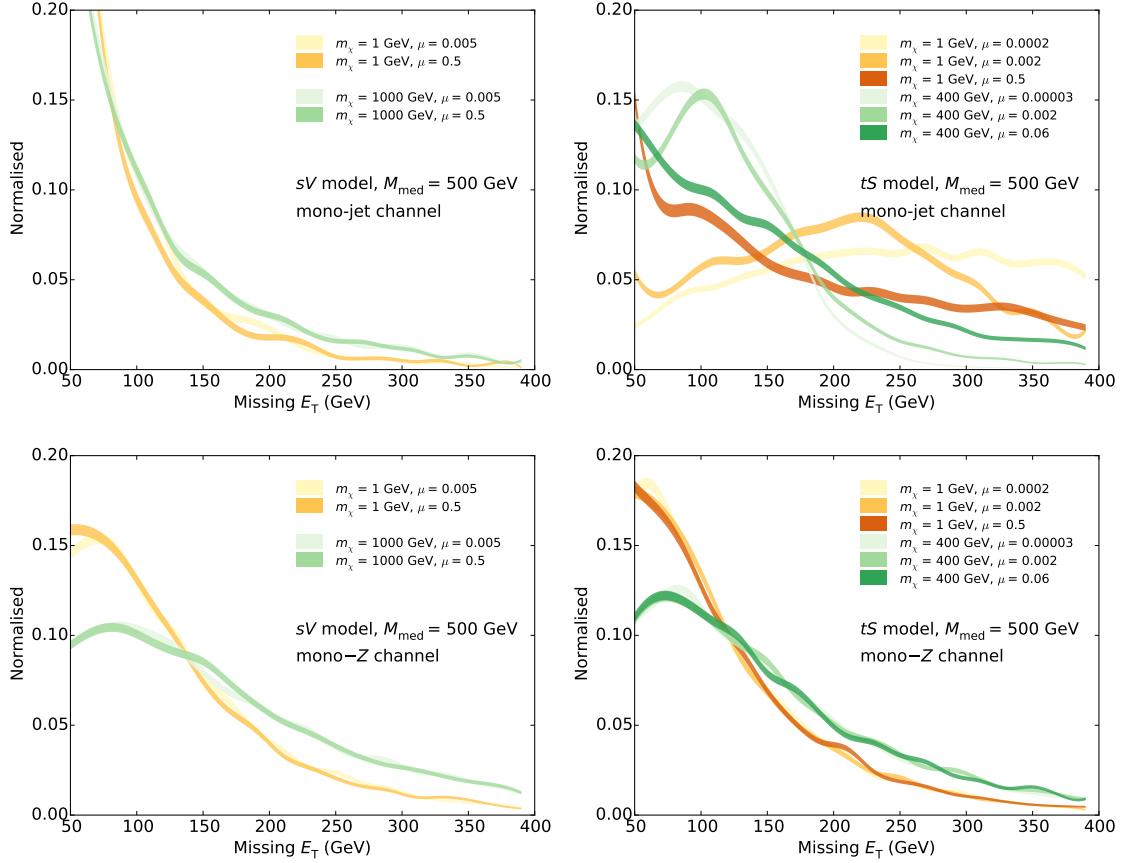 0.20
0.15
0.10
0.05
0.00
Normalised
50 100 150 200 250 300 350 400
Missing E_T (GeV)
m_χ = 1 GeV, μ = 0.005
m_χ = 1 GeV, μ = 0.5
m_χ = 1000 GeV, μ = 0.005
m_χ = 1000 GeV, μ = 0.5
sV model, M_med = 500 GeV
mono-jet channel
0.20
0.15
0.10
0.05
0.00
Normalised
50 100 150 200 250 300 350 400
Missing E_T (GeV)
m_χ = 1 GeV, μ = 0.0002
m_χ = 1 GeV, μ = 0.002
m_χ = 1 GeV, μ = 0.5
m_χ = 400 GeV, μ = 0.00003
m_χ = 400 GeV, μ = 0.002
m_χ = 400 GeV, μ = 0.06
tS model, M_med = 500 GeV
mono-jet channel
0.20
0.15
0.10
0.05
0.00
Normalised
50 100 150 200 250 300 350 400
Missing E_T (GeV)
m_χ = 1 GeV, μ = 0.005
m_χ = 1 GeV, μ = 0.5
m_χ = 1000 GeV, μ = 0.005
m_χ = 1000 GeV, μ = 0.5
sV model, M_med = 500 GeV
mono−Z channel
0.20
0.15
0.10
0.05
0.00
Normalised
50 100 150 200 250 300 350 400
Missing E_T (GeV)
m_χ = 1 GeV, μ = 0.0002
m_χ = 1 GeV, μ = 0.002
m_χ = 1 GeV, μ = 0.5
m_χ = 400 GeV, μ = 0.00003
m_χ = 400 GeV, μ = 0.002
m_χ = 400 GeV, μ = 0.06
tS model, M_med = 500 GeV
mono−Z channel